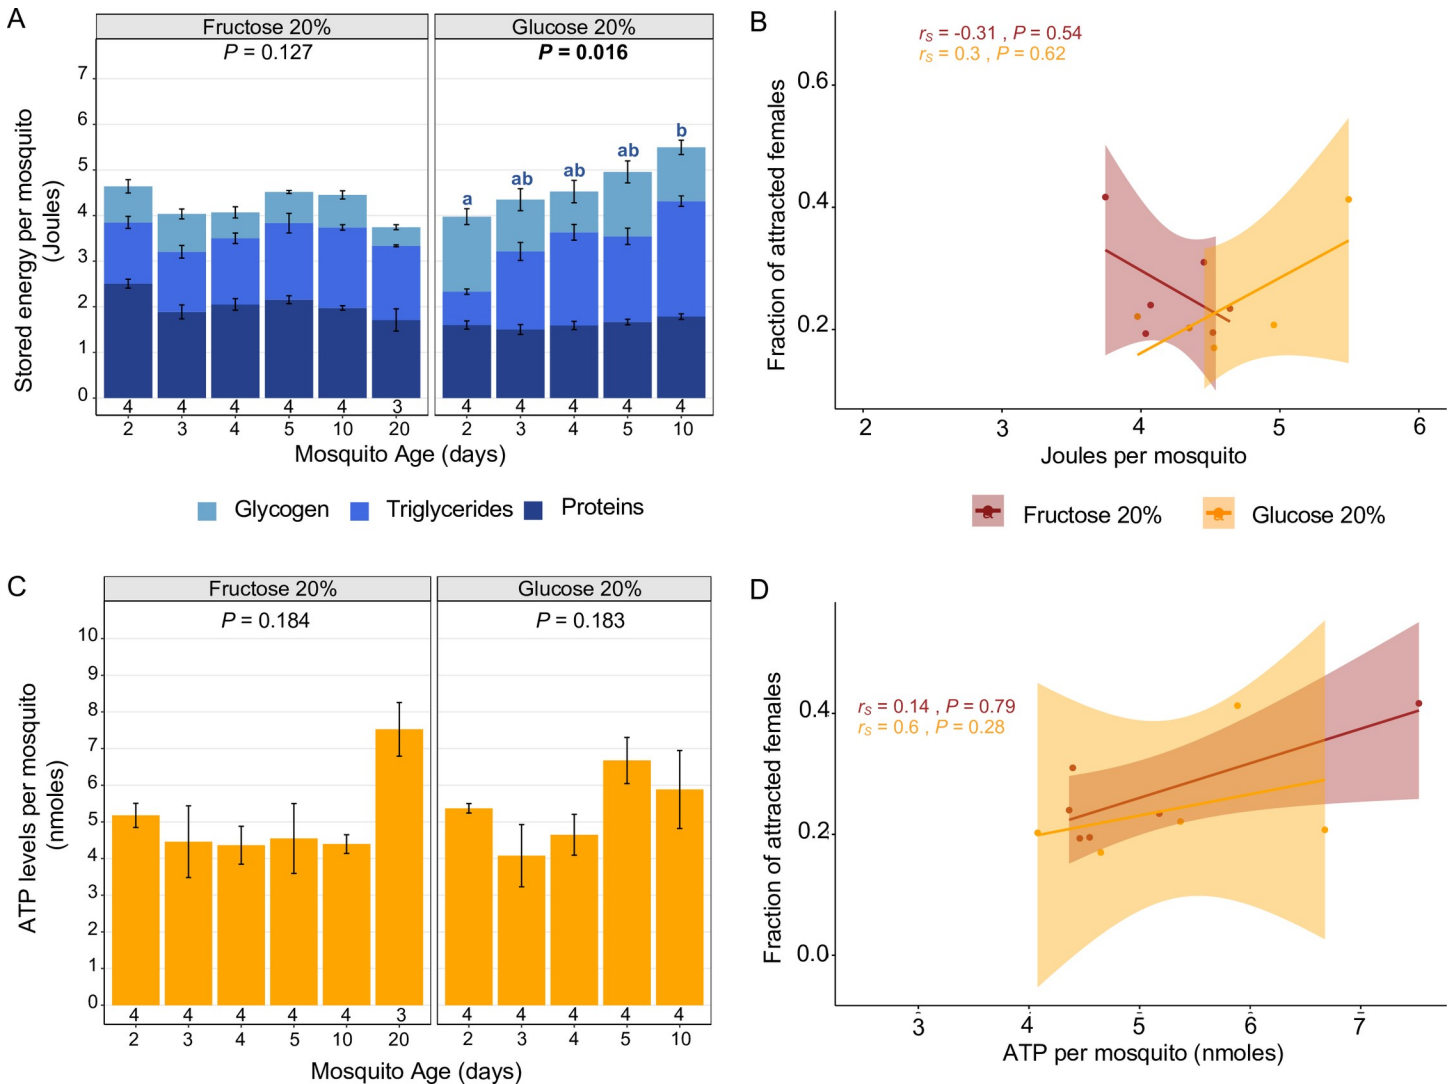 A
Fructose 20%
Glucose 20%
P = 0.127
P = 0.016
Stored energy per mosquito
(Joules)
7
6
5
4
3
2
1
0
a
ab
ab
ab
b
4 4 4 4 4 3
4 4 4 4 4
2 3 4 5 10 20
2 3 4 5 10
Mosquito Age (days)
Glycogen
Triglycerides
Proteins
B
rS = -0.31 , P = 0.54
rS = 0.3 , P = 0.62
Fraction of attracted females
0.6
0.4
0.2
2 3 4 5 6
Joules per mosquito
Fructose 20%
Glucose 20%
C
Fructose 20%
Glucose 20%
P = 0.184
P = 0.183
ATP levels per mosquito
(nmoles)
10
9
8
7
6
5
4
3
2
1
0
4 4 4 4 4 3
4 4 4 4 4
2 3 4 5 10 20
2 3 4 5 10
Mosquito Age (days)
D
rS = 0.14 , P = 0.79
rS = 0.6 , P = 0.28
Fraction of attracted females
0.4
0.2
0.0
3 4 5 6 7
ATP per mosquito (nmoles)